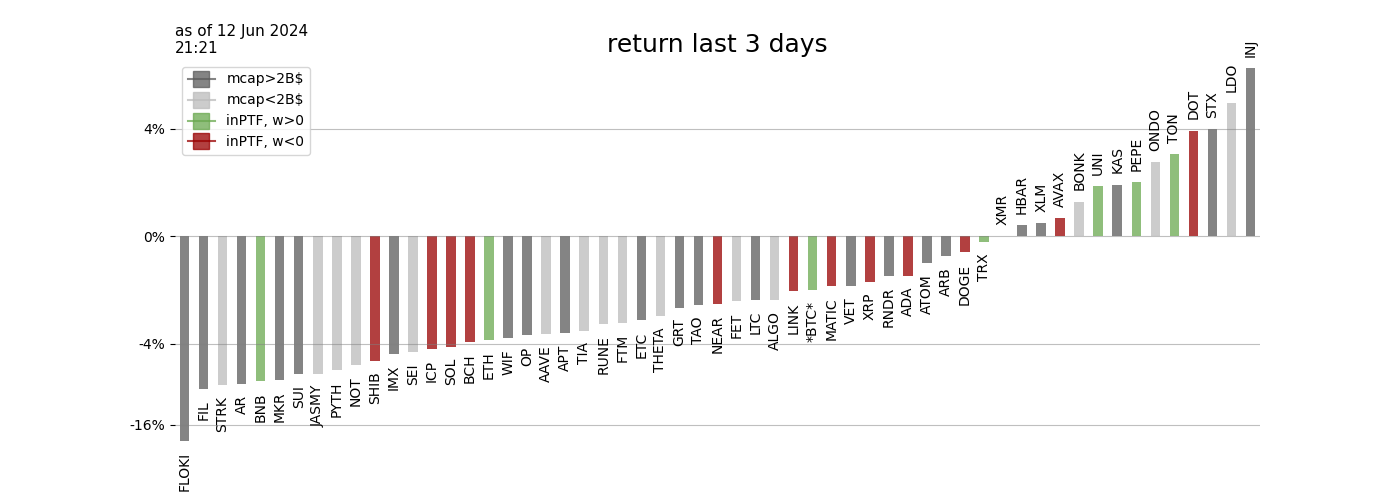 as of 12 Jun 2024
21:21
return last 3 days
mcap>2B$
mcap<2B$
inPTF, w>0
inPTF, w<0
4%
0%
-4%
-16%
FLOKI
FIL
STRK
AR
BNB
MKR
SUI
JASMY
PYTH
NOT
SHIB
IMX
SEI
ICP
SOL
BCH
ETH
WIF
OP
AAVE
APT
TIA
RUNE
FTM
ETC
THETA
GRT
TAO
NEAR
FET
LTC
ALGO
LINK
*BTC*
MATIC
VET
XRP
RNDR
ADA
ATOM
ARB
DOGE
TRX
XMR
HBAR
XLM
AVAX
BONK
UNI
KAS
PEPE
ONDO
TON
DOT
STX
LDO
INJ